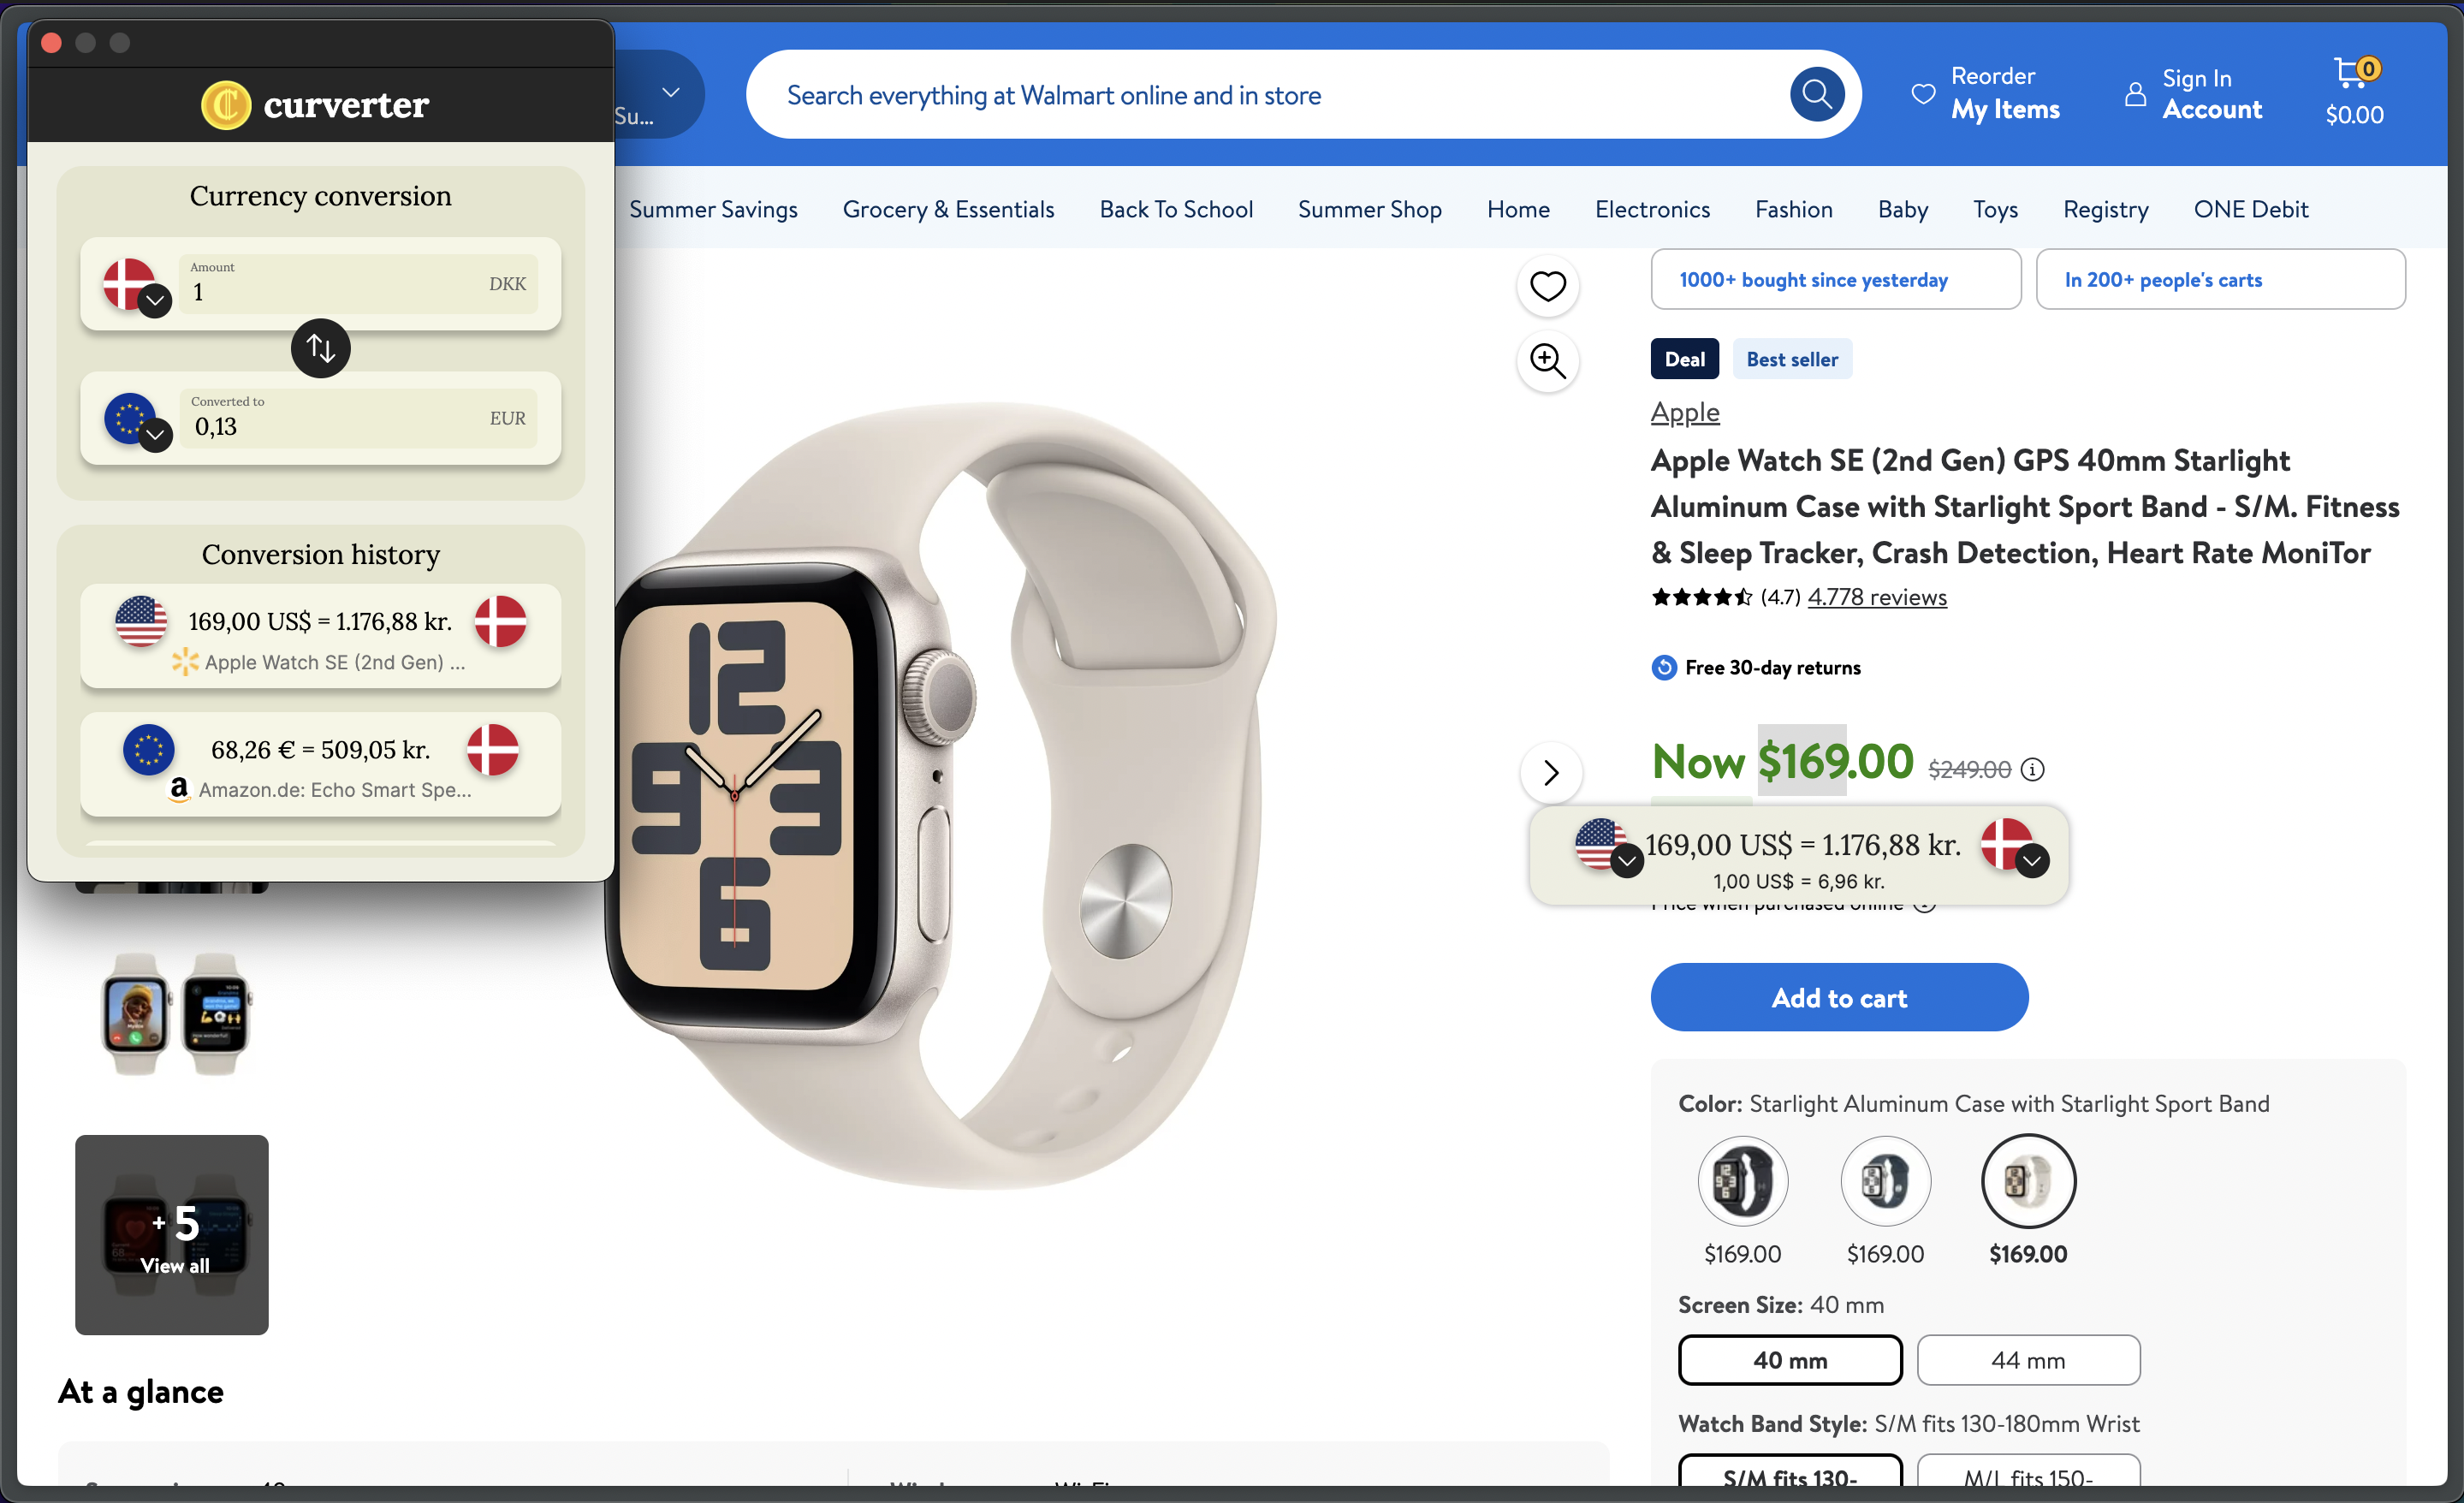 curverter
Currency conversion
Amount
1
DKK
Converted to
0,13
EUR
Conversion history
169,00 US$ = 1.176,88 kr.
Apple Watch SE (2nd Gen) ...
68,26 € = 509,05 kr.
Amazon.de: Echo Smart Spe...
Su...
Search everything at Walmart online and in store
Reorder
My Items
Sign In
Account
0
$0.00
Summer Savings
Grocery & Essentials
Back To School
Summer Shop
Home
Electronics
Fashion
Baby
Toys
Registry
ONE Debit
1000+ bought since yesterday
In 200+ people's carts
Deal
Best seller
Apple
Apple Watch SE (2nd Gen) GPS 40mm Starlight
Aluminum Case with Starlight Sport Band - S/M. Fitness
& Sleep Tracker, Crash Detection, Heart Rate MoniTor
(4.7) 4.778 reviews
Free 30-day returns
Now $169.00 $249.00
169,00 US$ = 1.176,88 kr.
1,00 US$ = 6,96 kr.
Price when purchased online
Add to cart
Color: Starlight Aluminum Case with Starlight Sport Band
$169.00
$169.00
$169.00
Screen Size: 40 mm
40 mm
44 mm
Watch Band Style: S/M fits 130-180mm Wrist
S/M fits 130-
M/L fits 150-
12
9
3
6
+5
View all
At a glance